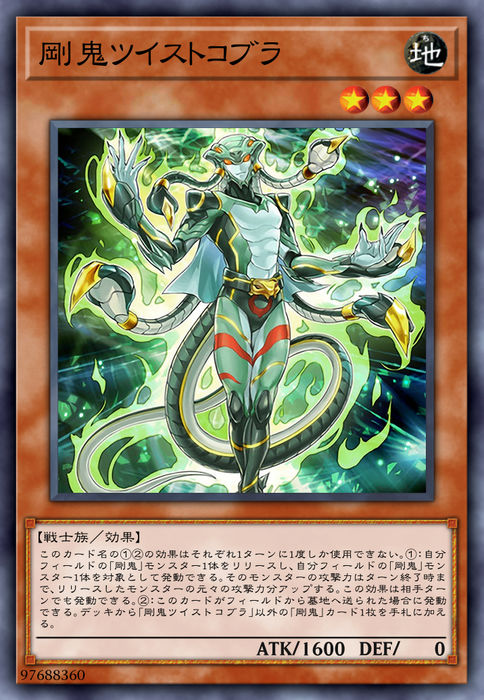 剛鬼ツイストコブラ
ち
地
【戦士族／効果】
このカード名の①②の効果はそれぞれ1ターンに1度しか使用できない。①：自分
フィールドの「剛鬼」モンスター1体をリリースし、自分フィールドの「剛鬼」モン
スター1体を対象として発動できる。そのモンスターの攻撃力はターン終了時ま
で、リリースしたモンスターの元々の攻撃力分アップする。この効果は相手ター
ンでも発動できる。②：このカードがフィールドから墓地へ送られた場合に発動
できる。デッキから「剛鬼ツイストコブラ」以外の「剛鬼」カード1枚を手札に加え
る。
ATK/1600 DEF/ 0
97688360